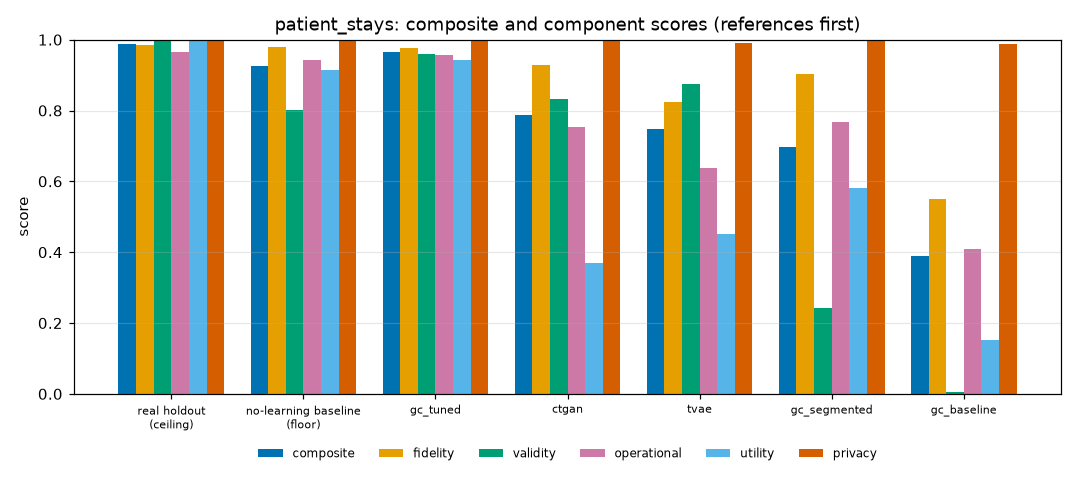 patient_stays: composite and component scores (references first)
score
1.0
0.8
0.6
0.4
0.2
0.0
real holdout
(ceiling)
no-learning baseline
(floor)
gc_tuned
ctgan
tvae
gc_segmented
gc_baseline
composite
fidelity
validity
operational
utility
privacy